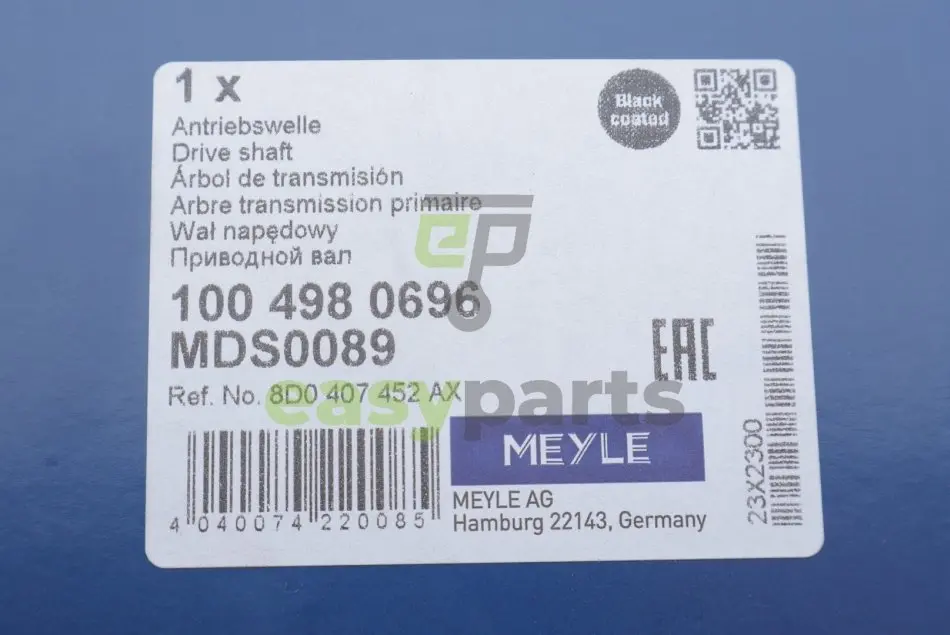 1 x
Black
coated
Antriebswelle
Drive shaft
Árbol de transmisión
Arbre transmission primaire
Wał napędowy
Приводной вал
100 498 0696
MDS0089
Ref. No. 8D0 407 452 AX
EAC
ep
easyparts
MEYLE
MEYLE AG
Hamburg 22143, Germany
4 040074 220085
23X2300